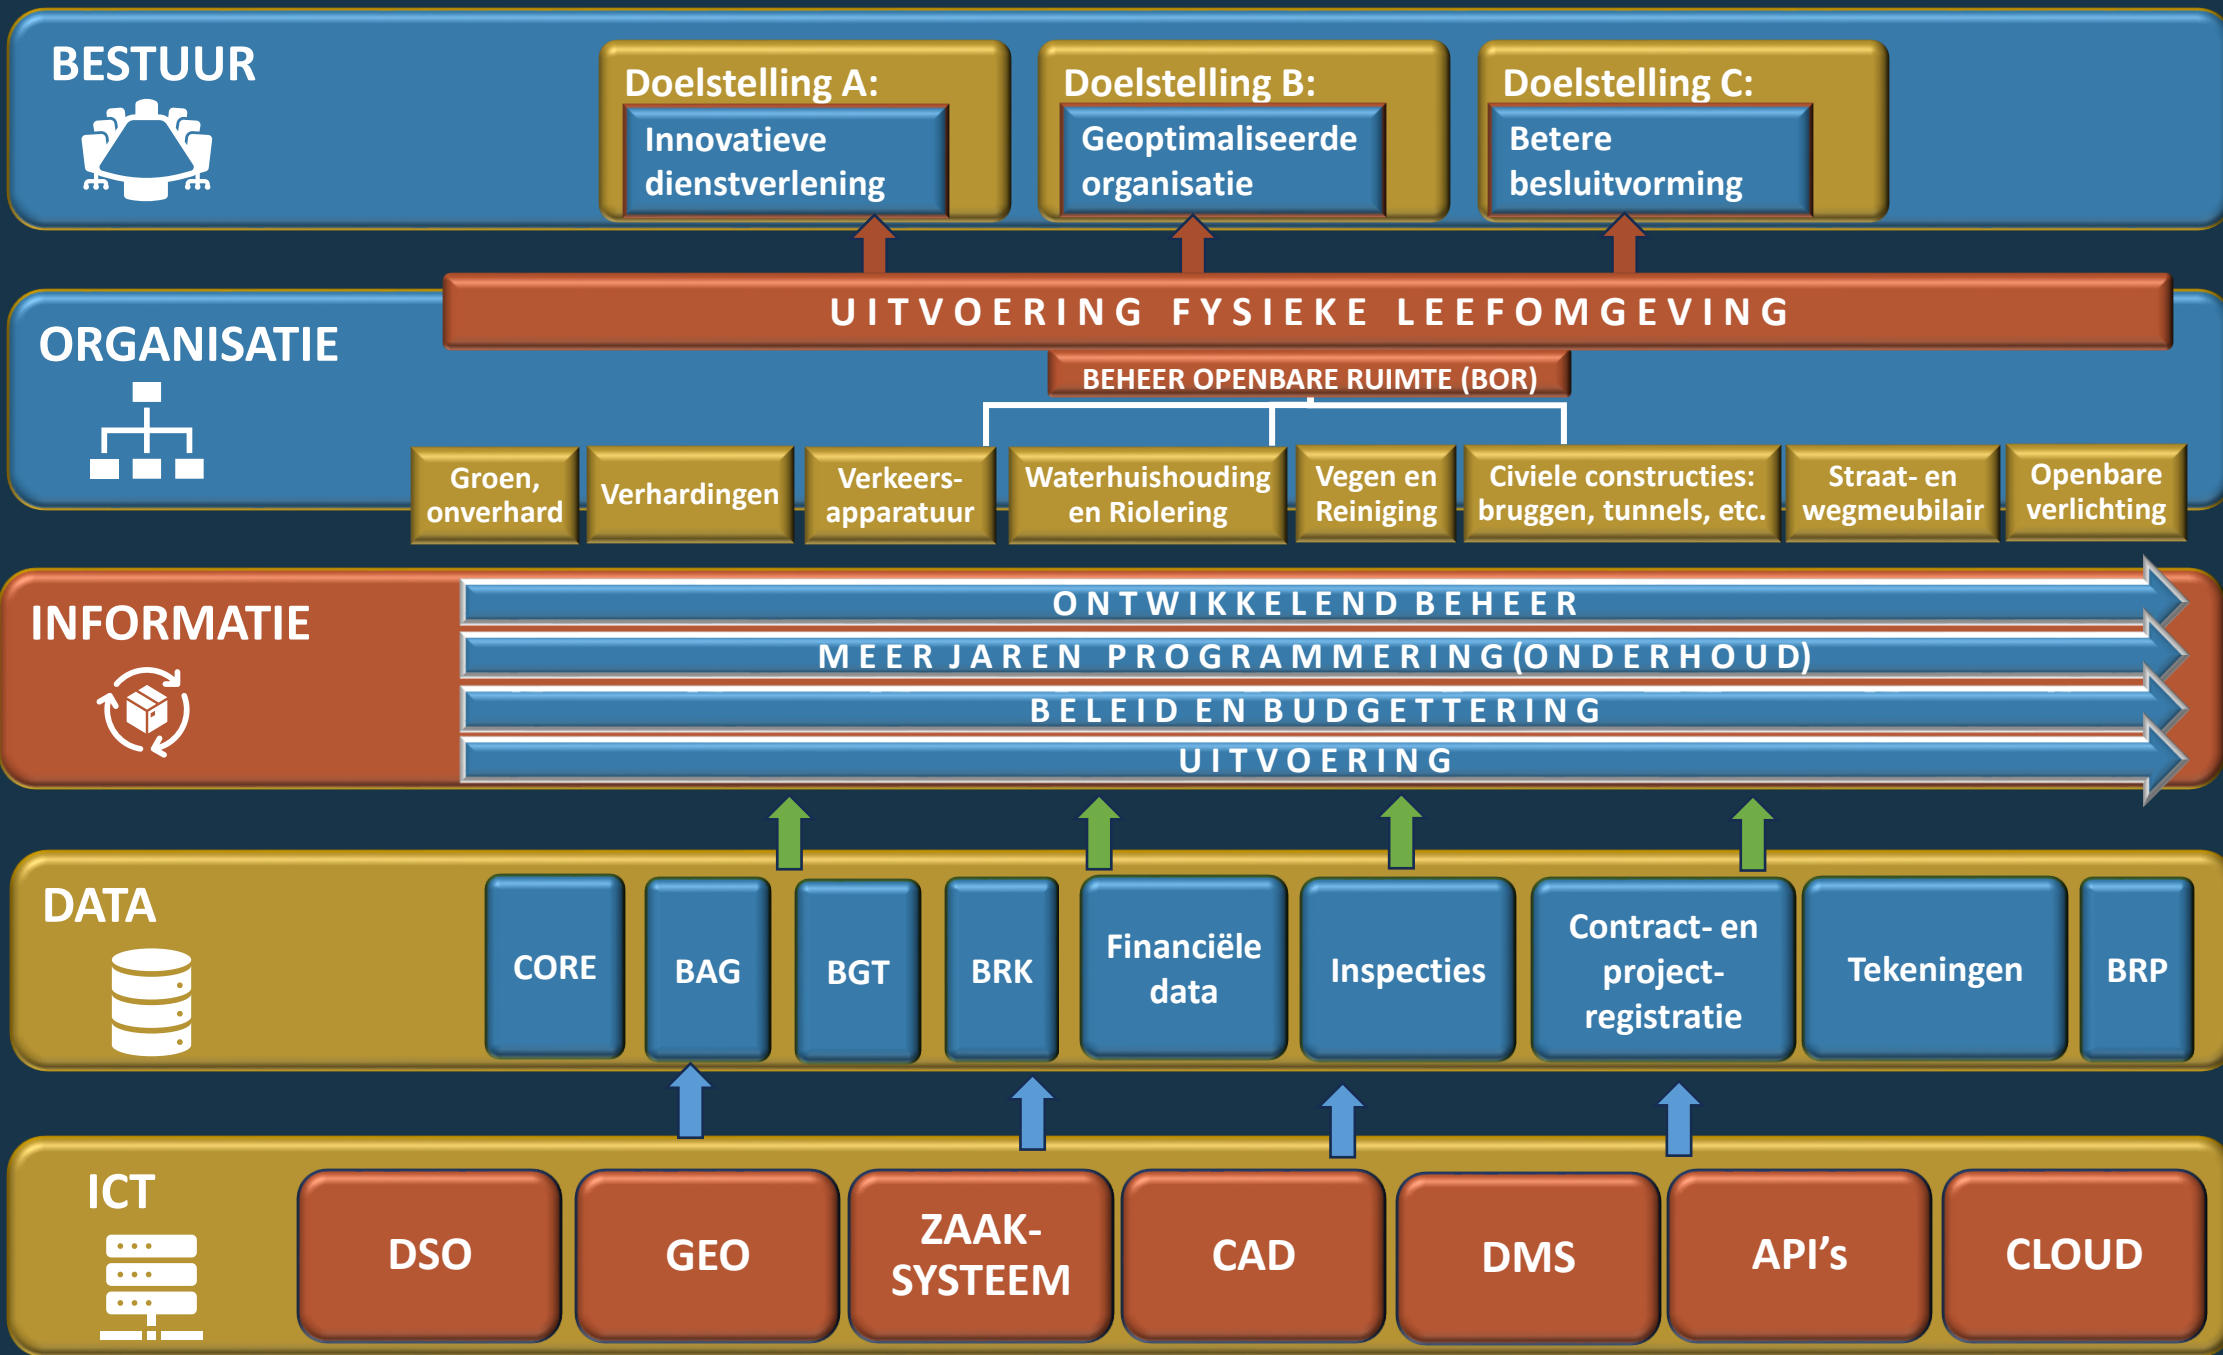 BESTUUR
Doelstelling A:
Innovatieve
dienstverlening
Doelstelling B:
Geoptimaliseerde
organisatie
Doelstelling C:
Betere
besluitvorming
ORGANISATIE
UITVOERING FYSIEKE LEEFOMGEVING
BEHEER OPENBARE RUIMTE (BOR)
Groen,
onverhard
Verhardingen
Verkeers-
apparatuur
Waterhuishouding
en Riolering
Vegen en
Reiniging
Civiele constructies:
bruggen, tunnels, etc.
Straat- en
wegmeubilair
Openbare
verlichting
INFORMATIE
ONTWIKKELEND BEHEER
MEER JAREN PROGRAMMERING (ONDERHOUD)
BELEID EN BUDGETTERING
UITVOERING
DATA
CORE
BAG
BGT
BRK
Financiële
data
Inspecties
Contract- en
project-
registratie
Tekeningen
BRP
ICT
DSO
GEO
ZAAK-
SYSTEEM
CAD
DMS
API's
CLOUD